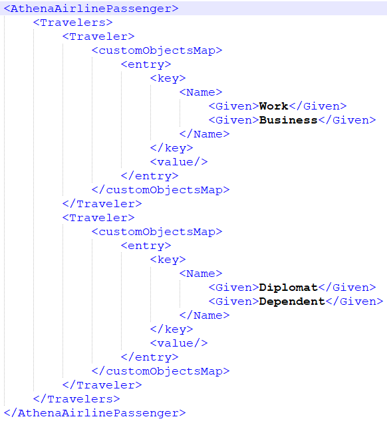 <AthenaAirlinePassenger>
    <Travelers>
        <Traveler>
            <customObjectsMap>
                <entry>
                    <key>
                        <Name>
                            <Given>Work</Given>
                            <Given>Business</Given>
                        </Name>
                    </key>
                    <value/>
                </entry>
            </customObjectsMap>
        </Traveler>
        <Traveler>
            <customObjectsMap>
                <entry>
                    <key>
                        <Name>
                            <Given>Diplomat</Given>
                            <Given>Dependent</Given>
                        </Name>
                    </key>
                    <value/>
                </entry>
            </customObjectsMap>
        </Traveler>
    </Travelers>
</AthenaAirlinePassenger>